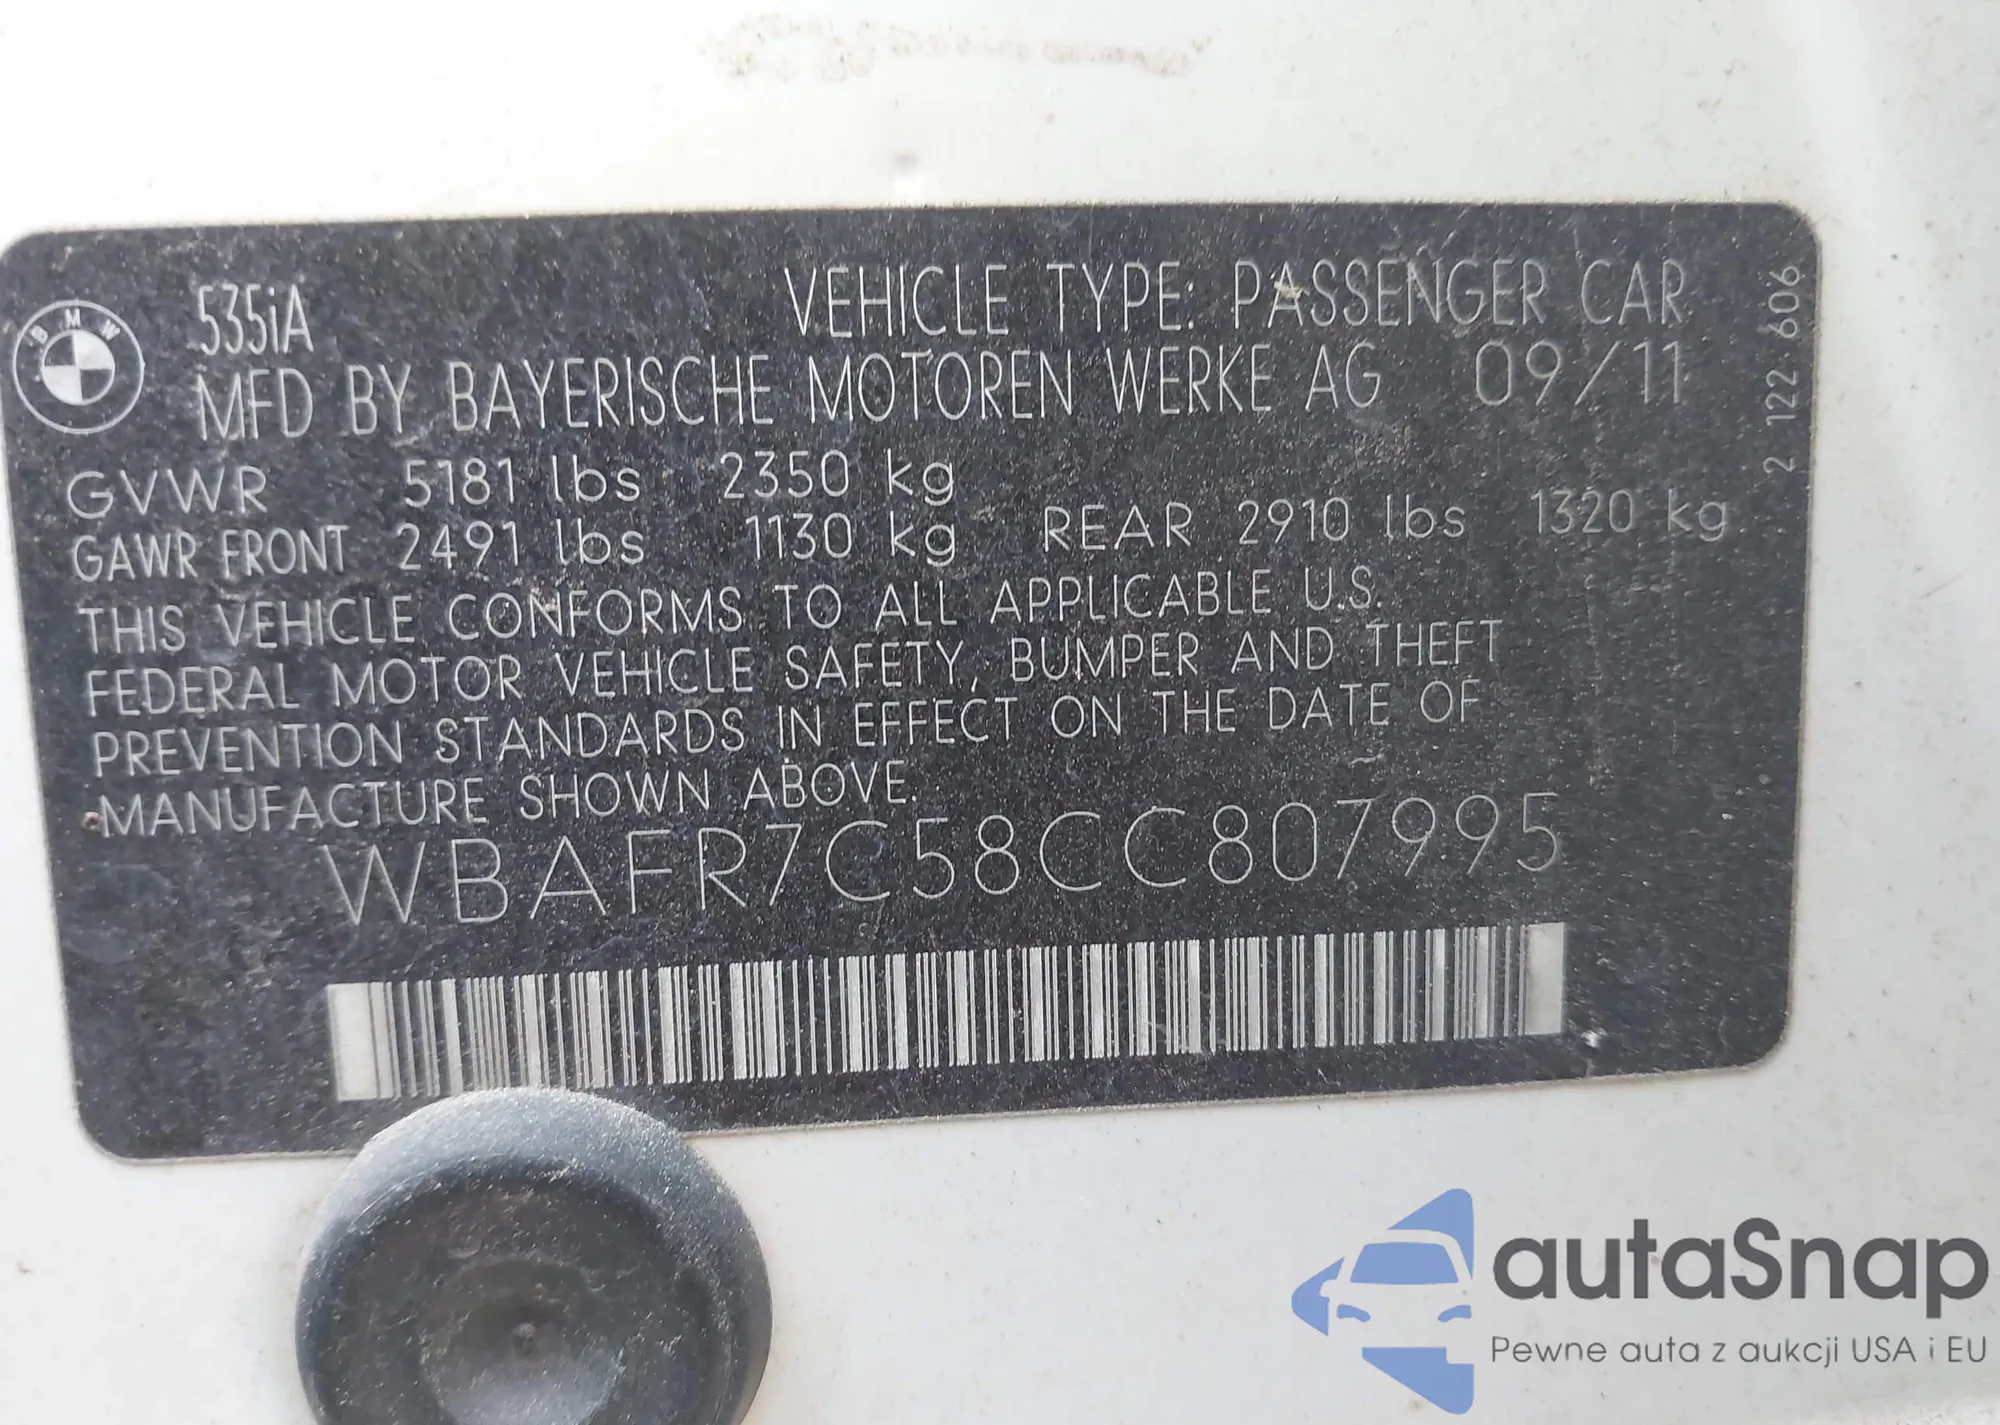 BMW
535iA
VEHICLE TYPE: PASSENGER CAR
MFD BY BAYERISCHE MOTOREN WERKE AG 09/11
GVWR 5181 lbs 2350 kg
GAWR FRONT 2491 lbs 1130 kg REAR 2910 lbs 1320 kg
THIS VEHICLE CONFORMS TO ALL APPLICABLE U.S.
FEDERAL MOTOR VEHICLE SAFETY, BUMPER AND THEFT
PREVENTION STANDARDS IN EFFECT ON THE DATE OF
MANUFACTURE SHOWN ABOVE.
WBAFR7C58CC807995
2 122 606
autaSnap
Pewne auta z aukcji USA i EU